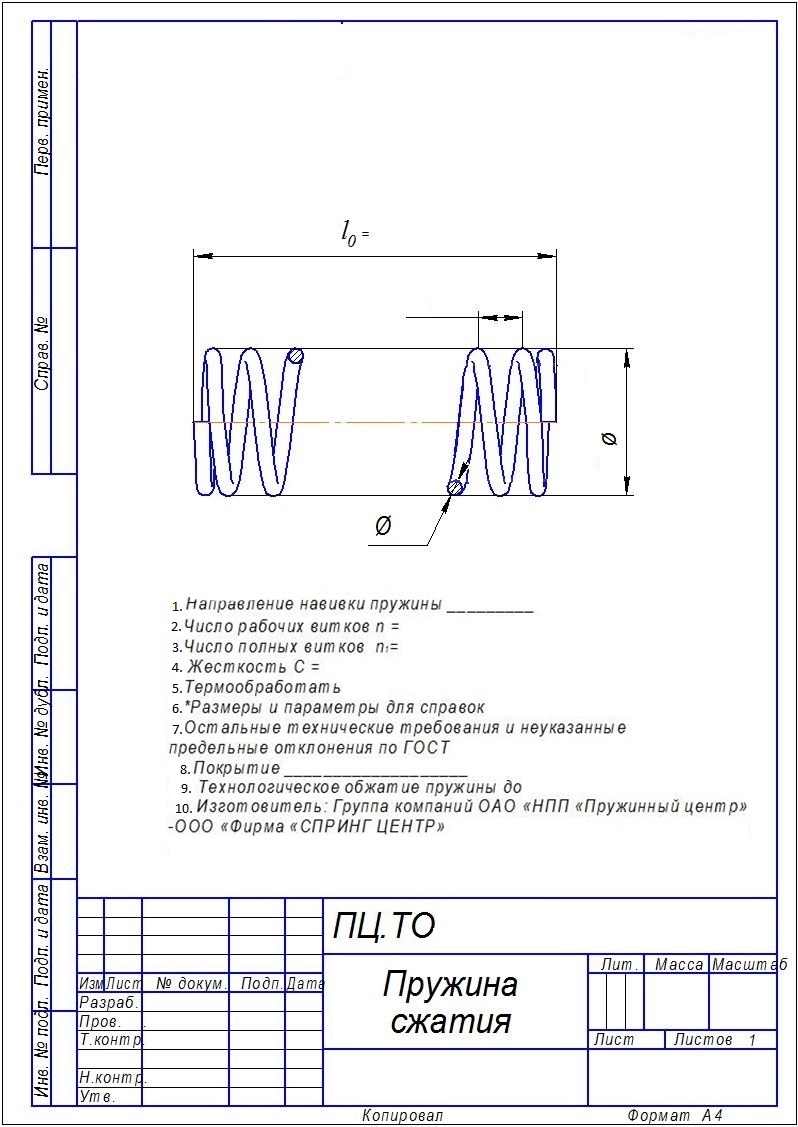 Перв. примен.
Справ. №
Подп. и дата
Инв. № дубл.
Взам. инв. №
Подп. и дата
Инв. № подл.
l0 =
Ø
Ø
1. Направление навивки пружины _________
2. Число рабочих витков n =
3. Число полных витков n1=
4. Жесткость С =
5. Термообработать
6. *Размеры и параметры для справок
7. Остальные технические требования и неуказанные
предельные отклонения по ГОСТ
8. Покрытие ___________________
9. Технологическое обжатие пружины до
10. Изготовитель: Группа компаний ОАО «НПП «Пружинный центр»
-ООО «Фирма «СПРИНГ ЦЕНТР»
ПЦ.ТО
Изм Лист № докум. Подп. Дата
Разраб.
Пров.
Т.контр.
Н.контр.
Утв.
Пружина
сжатия
Лит. Масса Масштаб
Лист Листов 1
Копировал Формат А4